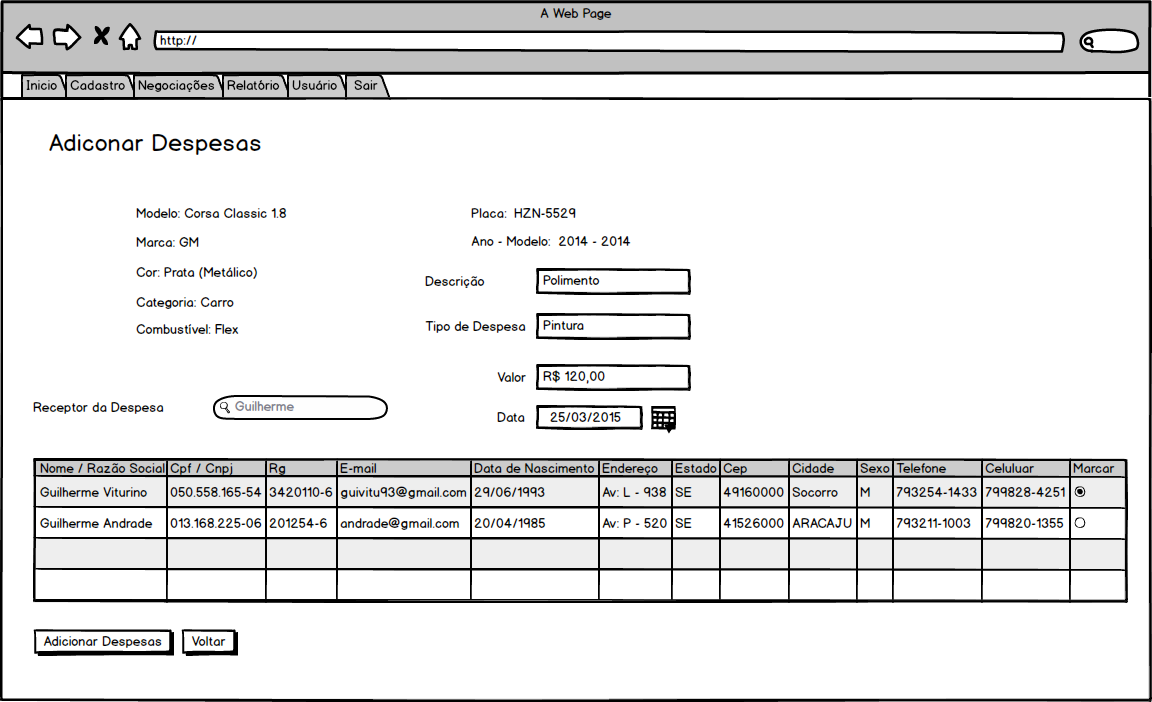 A Web Page
http://
Inicio Cadastro Negociações Relatório Usuário Sair
Adiconar Despesas
Modelo: Corsa Classic 1.8 Placa: HZN-5529
Marca: GM Ano - Modelo: 2014 - 2014
Cor: Prata (Metálico)
Descrição Polimento
Categoria: Carro
Combustível: Flex Tipo de Despesa Pintura
Valor R$ 120,00
Receptor da Despesa Guilherme
Data 25/03/2015
Nome / Razão Social Cpf / Cnpj Rg E-mail Data de Nascimento Endereço Estado Cep Cidade Sexo Telefone Celuluar Marcar
Guilherme Viturino 050.558.165-54 3420110-6 guivitu93@gmail.com 29/06/1993 Av: L - 938 SE 49160000 Socorro M 793254-1433 799828-4251
Guilherme Andrade 013.168.225-06 201254-6 andrade@gmail.com 20/04/1985 Av: P - 520 SE 41526000 ARACAJU M 793211-1003 799820-1355
Adicionar Despesas Voltar